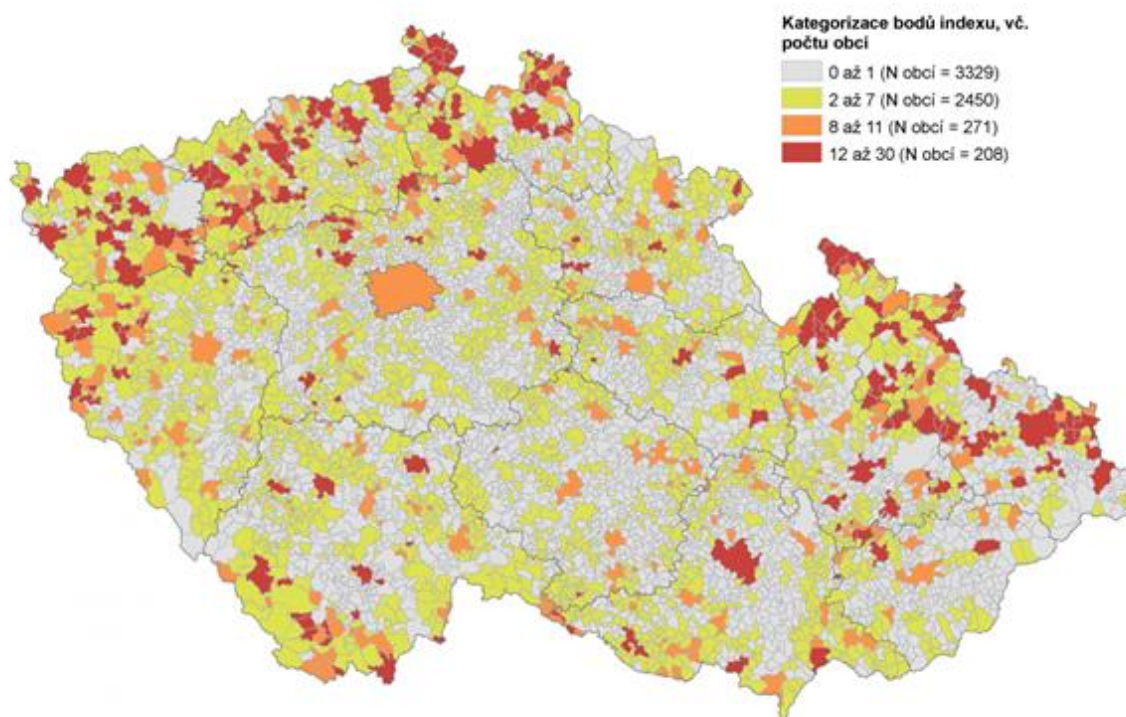 Kategorizace bodů indexu, vč.
počtu obcí
0 až 1 (N obcí = 3329)
2 až 7 (N obcí = 2450)
8 až 11 (N obcí = 271)
12 až 30 (N obcí = 208)